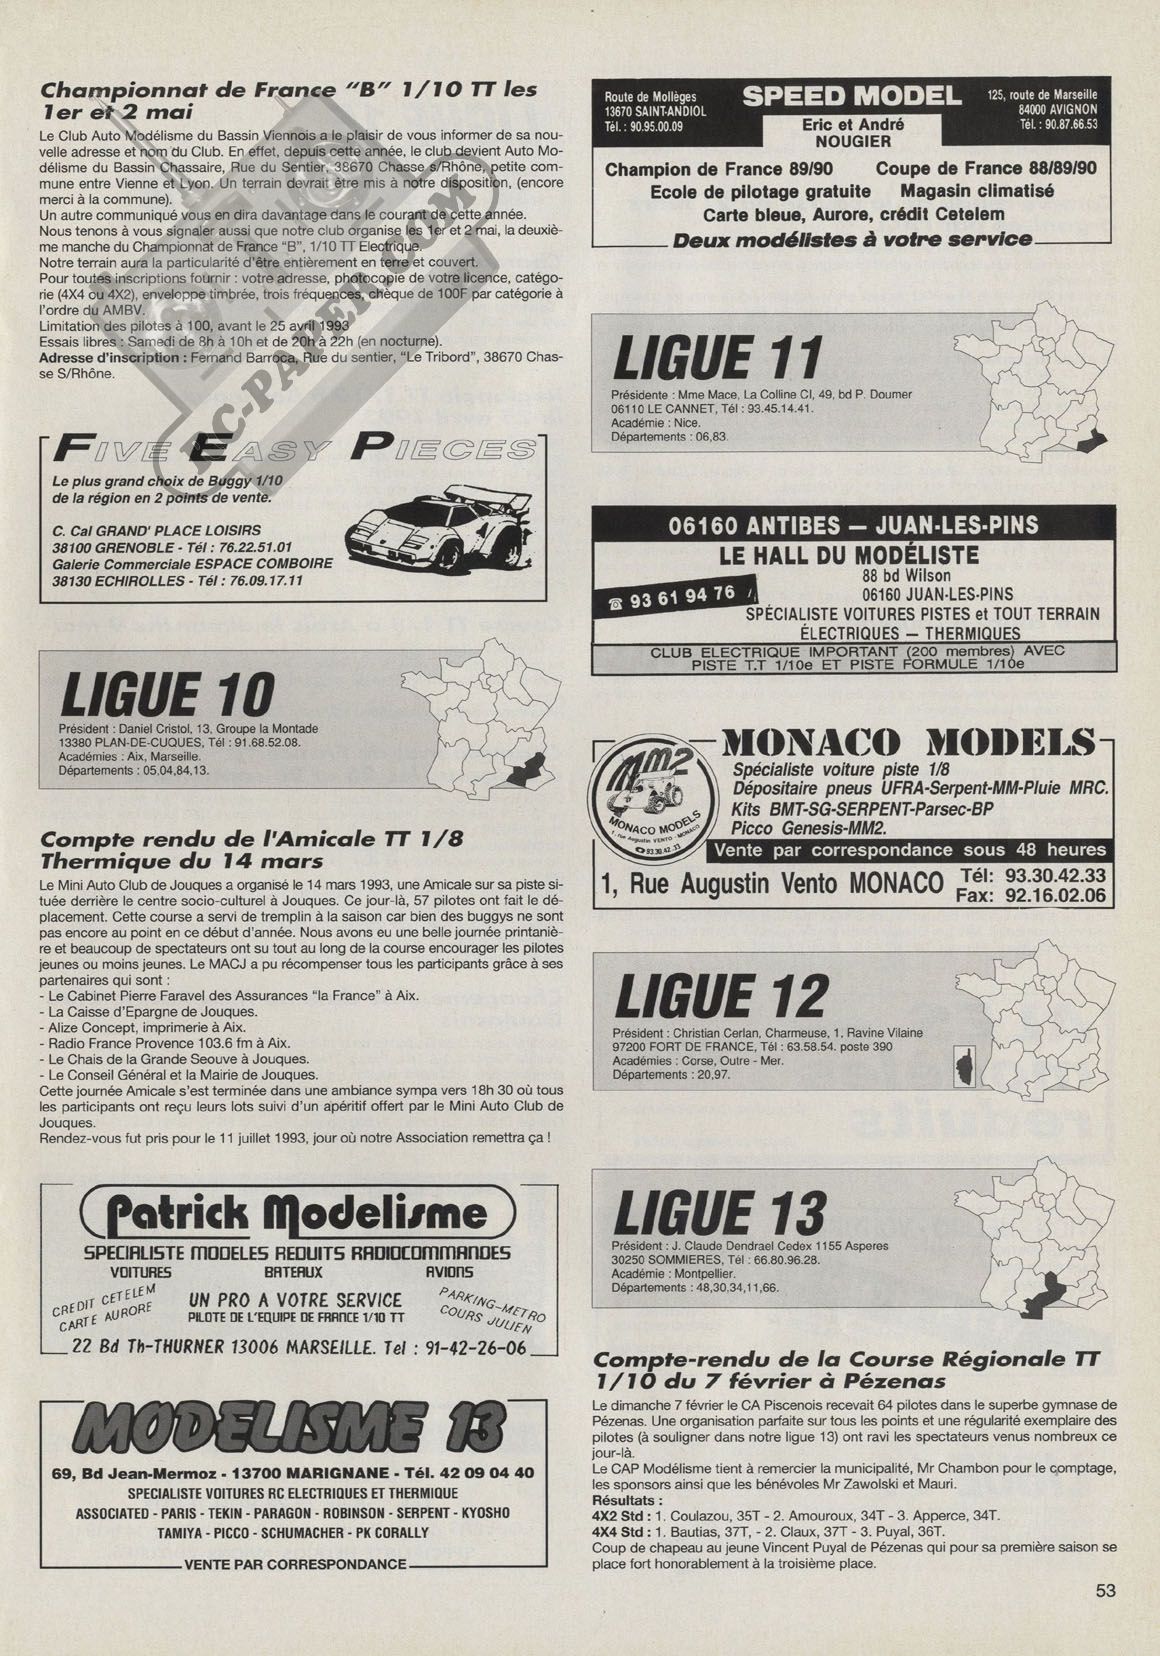 Championnat de France "B" 1/10 TT les
1er et 2 mai
Le Club Auto Modélisme du Bassin Viennois a le plaisir de vous informer de sa nou-
velle adresse et nom du Club. En effet, depuis cette année, le club devient Auto Mo-
délisme du Bassin Chassaire, Rue du Sentier, 38670 Chasse s/Rhône, petite com-
mune entre Vienne et Lyon. Un terrain devrait être mis à notre disposition, (encore
merci à la commune).
Un autre communiqué vous en dira davantage dans le courant de cette année.
Nous tenons à vous signaler aussi que notre club organise les 1er et 2 mai, la deuxiè-
me manche du Championnat de France "B", 1/10 TT Electrique.
Notre terrain aura la particularité d'être entièrement en terre et couvert.
Pour toutes inscriptions fournir : votre adresse, photocopie de votre licence, catégo-
rie (4X4 ou 4X2), enveloppe timbrée, trois fréquences, chèque de 100F par catégorie à
l'ordre du AMBV.
Limitation des pilotes à 100, avant le 25 avril 1993
Essais libres : Samedi de 8h à 10h et de 20h à 22h (en nocturne).
Adresse d'inscription : Fernand Barroca, Rue du sentier, "Le Tribord", 38670 Chas-
se S/Rhône.
RC-PAPER.COM
FIVE EASY PIECES
Le plus grand choix de Buggy 1/10
de la région en 2 points de vente.
C. Cal GRAND' PLACE LOISIRS
38100 GRENOBLE - Tél : 76.22.51.01
Galerie Commerciale ESPACE COMBOIRE
38130 ECHIROLLES - Tél : 76.09.17.11
LIGUE 10
Président : Daniel Cristol, 13, Groupe la Montade
13380 PLAN-DE-CUQUES, Tél : 91.68.52.08.
Académies : Aix, Marseille.
Départements : 05,04,84,13.
Compte rendu de l'Amicale TT 1/8
Thermique du 14 mars
Le Mini Auto Club de Jouques a organisé le 14 mars 1993, une Amicale sur sa piste si-
tuée derrière le centre socio-culturel à Jouques. Ce jour-là, 57 pilotes ont fait le dé-
placement. Cette course a servi de tremplin à la saison car bien des buggys ne sont
pas encore au point en ce début d'année. Nous avons eu une belle journée printaniè-
re et beaucoup de spectateurs ont su tout au long de la course encourager les pilotes
jeunes ou moins jeunes. Le MACJ a pu récompenser tous les participants grâce à ses
partenaires qui sont :
- Le Cabinet Pierre Faravel des Assurances "la France" à Aix.
- La Caisse d'Epargne de Jouques.
- Alize Concept, imprimerie à Aix.
- Radio France Provence 103.6 fm à Aix.
- Le Chais de la Grande Seouve à Jouques.
- Le Conseil Général et la Mairie de Jouques.
Cette journée Amicale s'est terminée dans une ambiance sympa vers 18h 30 où tous
les participants ont reçu leurs lots suivi d'un apéritif offert par le Mini Auto Club de
Jouques.
Rendez-vous fut pris pour le 11 juillet 1993, jour où notre Association remettra ça !
Patrick Modelisme
SPECIALISTE MODELES REDUITS RADIOCOMMANDES
VOITURES BATEAUX AVIONS
CREDIT CETELEM
CARTE AURORE
UN PRO A VOTRE SERVICE
PILOTE DE L'EQUIPE DE FRANCE 1/10 TT
PARKING-METRO
COURS JULIEN
22 Bd Th-THURNER 13006 MARSEILLE. Tel : 91-42-26-06
MODELISME 13
69, Bd Jean-Mermoz - 13700 MARIGNANE - Tél. 42 09 04 40
SPECIALISTE VOITURES RC ELECTRIQUES ET THERMIQUE
ASSOCIATED - PARIS - TEKIN - PARAGON - ROBINSON - SERPENT - KYOSHO
TAMIYA - PICCO - SCHUMACHER - PK CORALLY
VENTE PAR CORRESPONDANCE
Route de Mollèges
13670 SAINT-ANDIOL
Tél. : 90.95.00.09
SPEED MODEL
Eric et André
NOUGIER
125, route de Marseille
84000 AVIGNON
Tél. : 90.87.66.53
Champion de France 89/90 Coupe de France 88/89/90
Ecole de pilotage gratuite Magasin climatisé
Carte bleue, Aurore, crédit Cetelem
Deux modélistes à votre service
LIGUE 11
Présidente : Mme Mace, La Colline CI, 49, bd P. Doumer
06110 LE CANNET, Tél : 93.45.14.41.
Académie : Nice.
Départements : 06,83.
06160 ANTIBES – JUAN-LES-PINS
LE HALL DU MODÉLISTE
88 bd Wilson
☎ 93 61 94 76
06160 JUAN-LES-PINS
SPÉCIALISTE VOITURES PISTES et TOUT TERRAIN
ÉLECTRIQUES – THERMIQUES
CLUB ELECTRIQUE IMPORTANT (200 membres) AVEC
PISTE T.T 1/10e ET PISTE FORMULE 1/10e
MM2
MONACO MODELS
1, rue Augustin VENTO - MONACO
✆ 93.30.42.33
MONACO MODELS
Spécialiste voiture piste 1/8
Dépositaire pneus UFRA-Serpent-MM-Pluie MRC.
Kits BMT-SG-SERPENT-Parsec-BP
Picco Genesis-MM2.
Vente par correspondance sous 48 heures
1, Rue Augustin Vento MONACO
Tél: 93.30.42.33
Fax: 92.16.02.06
LIGUE 12
Président : Christian Cerlan, Charmeuse, 1, Ravine Vilaine
97200 FORT DE FRANCE, Tél : 63.58.54. poste 390
Académies : Corse, Outre - Mer.
Départements : 20,97.
LIGUE 13
Président : J. Claude Dendrael Cedex 1155 Asperes
30250 SOMMIERES, Tél : 66.80.96.28.
Académie : Montpellier.
Départements : 48,30,34,11,66.
Compte-rendu de la Course Régionale TT
1/10 du 7 février à Pézenas
Le dimanche 7 février le CA Piscenois recevait 64 pilotes dans le superbe gymnase de
Pézenas. Une organisation parfaite sur tous les points et une régularité exemplaire des
pilotes (à souligner dans notre ligue 13) ont ravi les spectateurs venus nombreux ce
jour-là.
Le CAP Modélisme tient à remercier la municipalité, Mr Chambon pour le comptage,
les sponsors ainsi que les bénévoles Mr Zawolski et Mauri.
Résultats :
4X2 Std : 1. Coulazou, 35T - 2. Amouroux, 34T - 3. Apperce, 34T.
4X4 Std : 1. Bautias, 37T, - 2. Claux, 37T - 3. Puyal, 36T.
Coup de chapeau au jeune Vincent Puyal de Pézenas qui pour sa première saison se
place fort honorablement à la troisième place.
53